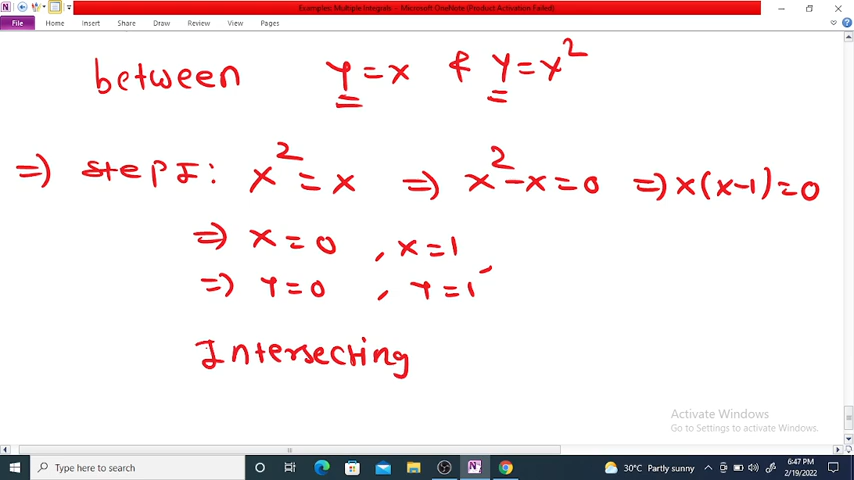 Examples: Multiple Integrals -- Microsoft OneNote (Product Activation Failed)
File Home Insert Share Draw Review View Pages
between y = x & y = x²
=> step I: x² = x => x² - x = 0 => x(x-1) = 0
=> x = 0 , x = 1
=> y = 0 , y = 1
Intersecting
Activate Windows
Go to Settings to activate Windows.
Type here to search
30°C Partly sunny
6:47 PM
2/19/2022